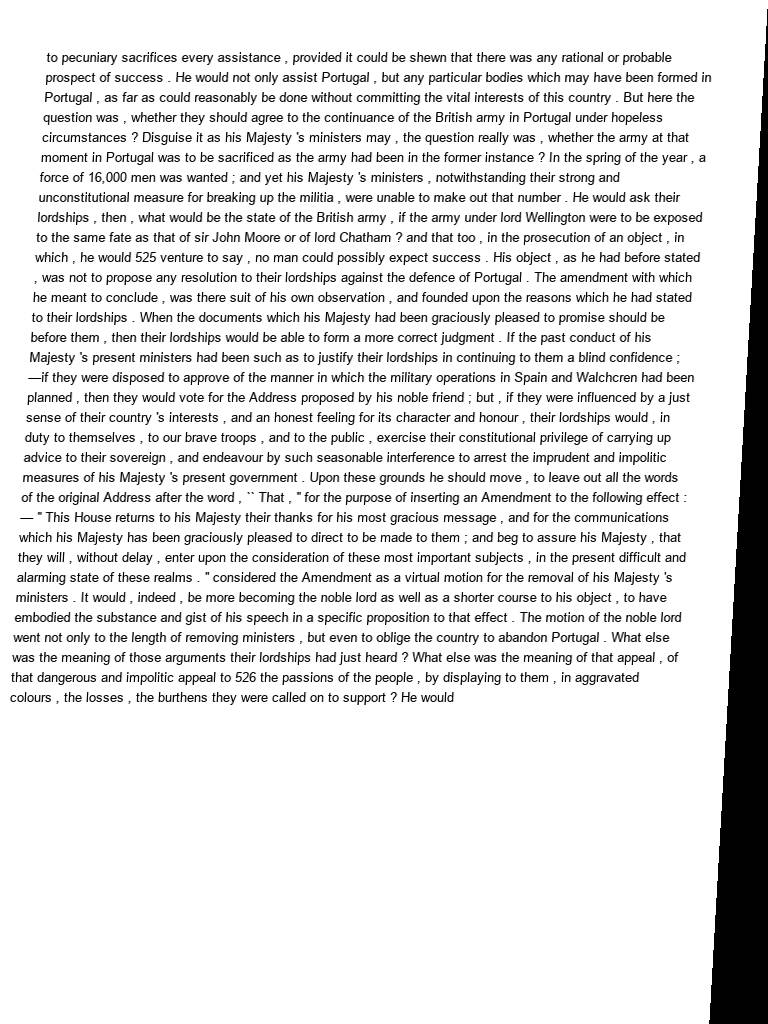 to pecuniary sacrifices every assistance , provided it could be shewn that there was any rational or probable
prospect of success . He would not only assist Portugal , but any particular bodies which may have been formed in
Portugal , as far as could reasonably be done without committing the vital interests of this country . But here the
question was , whether they should agree to the continuance of the British army in Portugal under hopeless
circumstances ? Disguise it as his Majesty 's ministers may , the question really was , whether the army at that
moment in Portugal was to be sacrificed as the army had been in the former instance ? In the spring of the year , a
force of 16,000 men was wanted ; and yet his Majesty 's ministers , notwithstanding their strong and
unconstitutional measure for breaking up the militia , were unable to make out that number . He would ask their
lordships , then , what would be the state of the British army , if the army under lord Wellington were to be exposed
to the same fate as that of sir John Moore or of lord Chatham ? and that too , in the prosecution of an object , in
which , he would 525 venture to say , no man could possibly expect success . His object , as he had before stated
, was not to propose any resolution to their lordships against the defence of Portugal . The amendment with which
he meant to conclude , was there suit of his own observation , and founded upon the reasons which he had stated
to their lordships . When the documents which his Majesty had been graciously pleased to promise should be
before them , then their lordships would be able to form a more correct judgment . If the past conduct of his
Majesty 's present ministers had been such as to justify their lordships in continuing to them a blind confidence ;
—if they were disposed to approve of the manner in which the military operations in Spain and Walchcren had been
planned , then they would vote for the Address proposed by his noble friend ; but , if they were influenced by a just
sense of their country 's interests , and an honest feeling for its character and honour , their lordships would , in
duty to themselves , to our brave troops , and to the public , exercise their constitutional privilege of carrying up
advice to their sovereign , and endeavour by such seasonable interference to arrest the imprudent and impolitic
measures of his Majesty 's present government . Upon these grounds he should move , to leave out all the words
of the original Address after the word , `` That , " for the purpose of inserting an Amendment to the following effect :
— " This House returns to his Majesty their thanks for his most gracious message , and for the communications
which his Majesty has been graciously pleased to direct to be made to them ; and beg to assure his Majesty , that
they will , without delay , enter upon the consideration of these most important subjects , in the present difficult and
alarming state of these realms . " considered the Amendment as a virtual motion for the removal of his Majesty 's
ministers . It would , indeed , be more becoming the noble lord as well as a shorter course to his object , to have
embodied the substance and gist of his speech in a specific proposition to that effect . The motion of the noble lord
went not only to the length of removing ministers , but even to oblige the country to abandon Portugal . What else
was the meaning of those arguments their lordships had just heard ? What else was the meaning of that appeal , of
that dangerous and impolitic appeal to 526 the passions of the people , by displaying to them , in aggravated
colours , the losses , the burthens they were called on to support ? He would